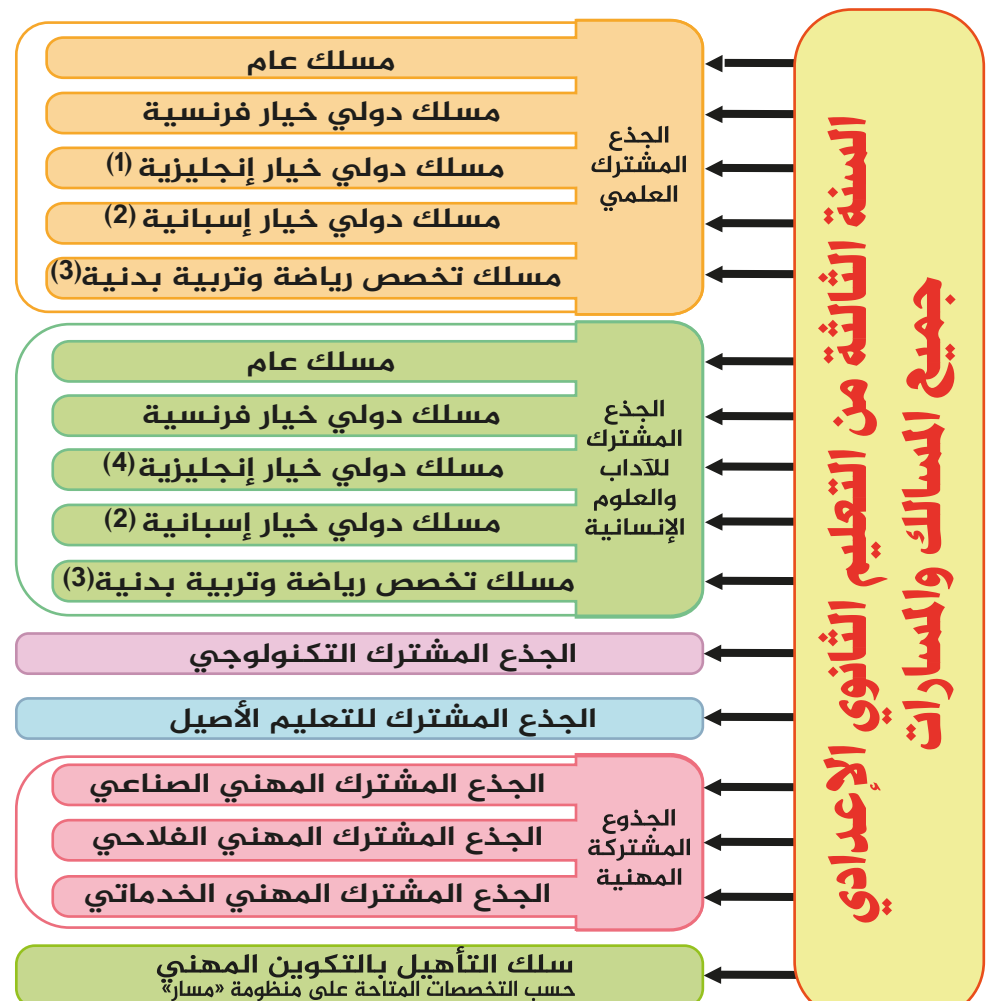 السنة الثالثة من التعليم الثانوي الإعدادي
جميع المسالك والمسارات
الجذع
المشترك
العلمي
مسلك عام
مسلك دولي خيار فرنسية
مسلك دولي خيار إنجليزية (1)
مسلك دولي خيار إسبانية (2)
مسلك تخصص رياضة وتربية بدنية(3)
الجذع
المشترك
للآداب
والعلوم
الإنسانية
مسلك عام
مسلك دولي خيار فرنسية
مسلك دولي خيار إنجليزية (4)
مسلك دولي خيار إسبانية (2)
مسلك تخصص رياضة وتربية بدنية(3)
الجذع المشترك التكنولوجي
الجذع المشترك للتعليم الأصيل
الجذوع
المشتركة
المهنية
الجذع المشترك المهني الصناعي
الجذع المشترك المهني الفلاحي
الجذع المشترك المهني الخدماتي
سلك التأهيل بالتكوين المهني
حسب التخصصات المتاحة على منظومة «مسار»